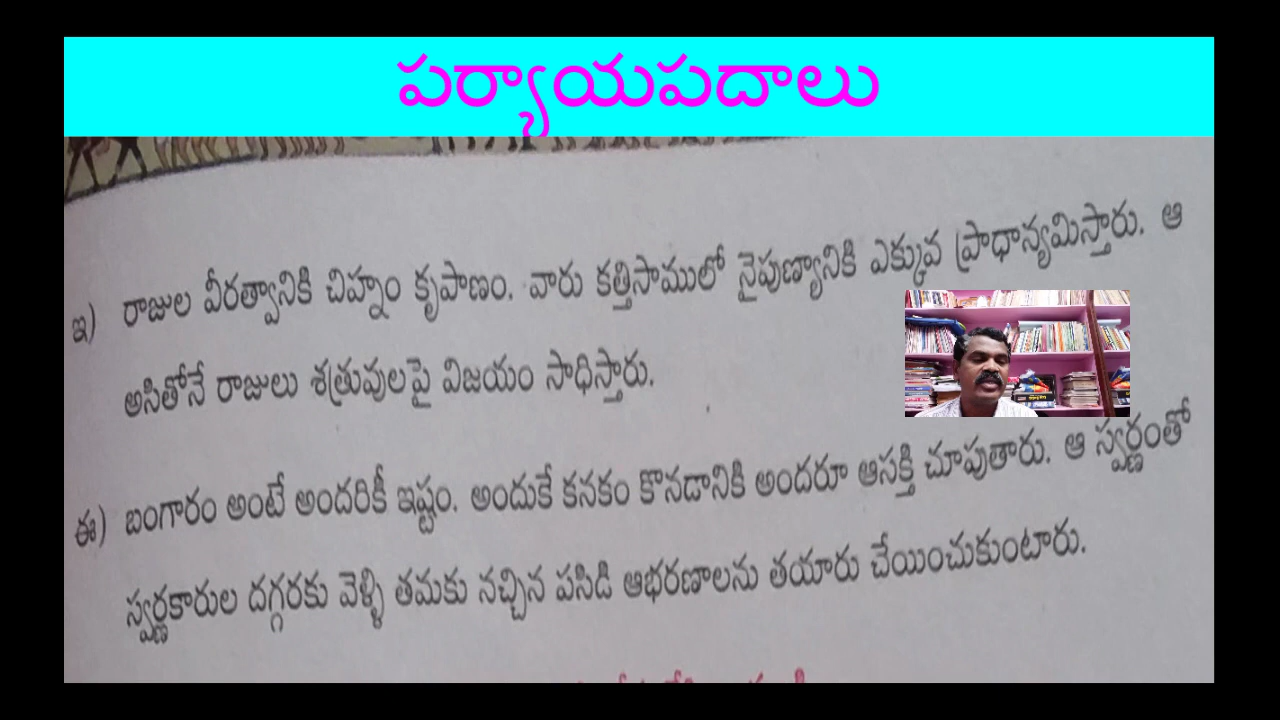 పర్యాయపదాలు
ఇ) రాజుల వీరత్వానికి చిహ్నం కృపాణం. వారు కత్తిసాములో నైపుణ్యానికి ఎక్కువ ప్రాధాన్యమిస్తారు. ఆ
అసితోనే రాజులు శత్రువులపై విజయం సాధిస్తారు.
ఈ) బంగారం అంటే అందరికీ ఇష్టం. అందుకే కనకం కొనడానికి అందరూ ఆసక్తి చూపుతారు. ఆ స్వర్ణంతో
స్వర్ణకారుల దగ్గరకు వెళ్ళి తమకు నచ్చిన పసిడి ఆభరణాలను తయారు చేయించుకుంటారు.